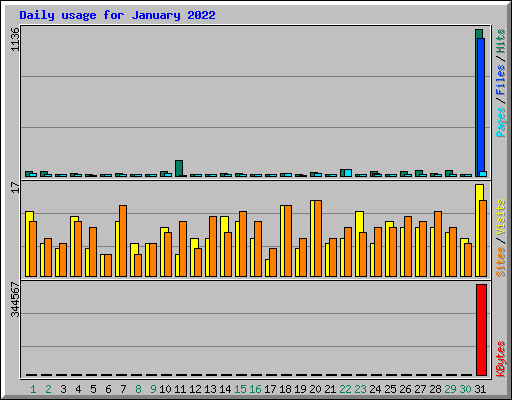 Daily usage for January 2022
1136
Pages / Files / Hits
17
Sites / Visits
344567
KBytes
1 2 3 4 5 6 7 8 9 10 11 12 13 14 15 16 17 18 19 20 21 22 23 24 25 26 27 28 29 30 31